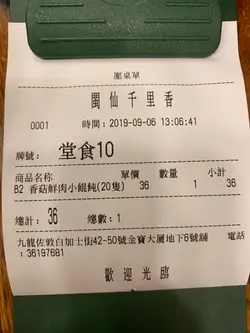 壓桌單
閩仙千里香
0001 時間:2019-09-06 13:06:41
牌號: 堂食10
商品名称 單價 數量 小計
B2 香菇鮮肉小餛飩(20隻) 36 1 36
總計: 36 總數:1
九龍佐敦白加士街42-50號金寶大厦地下6號舖 電話
:36197681
歡迎光臨